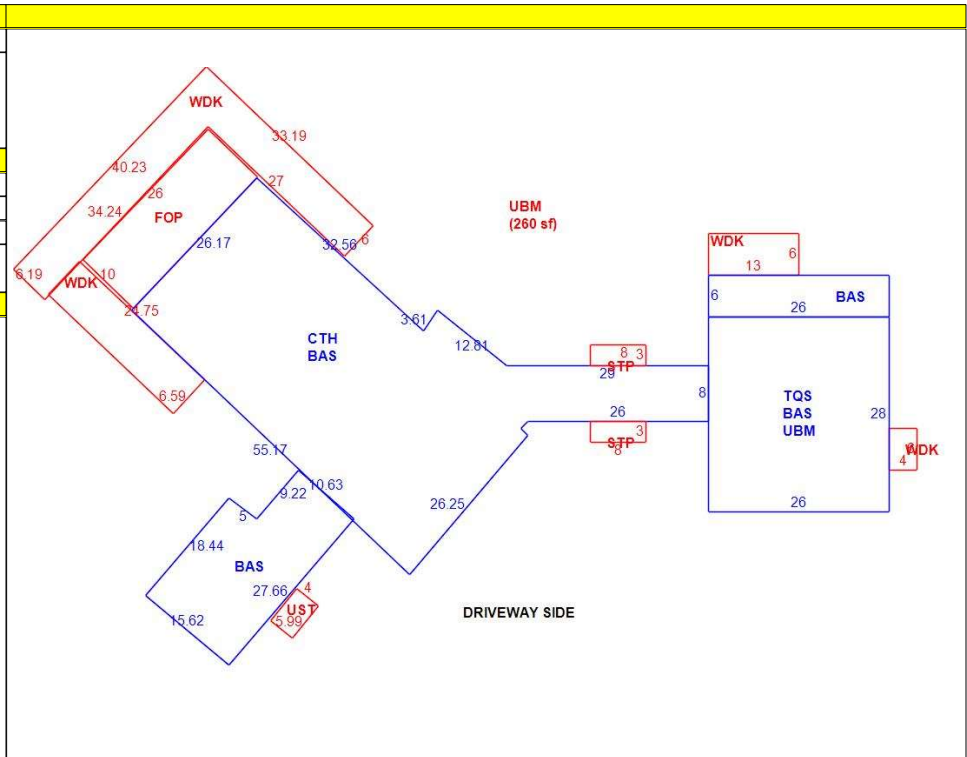 WDK
33.19
40.23
27
26
34.24
FOP
UBM
(260 sf)
26.17
32.56
6
6.19
10
WDK
24.75
WDK
6
13
6
BAS
26
3.61
CTH
BAS
12.81
8
3
STP
29
8
TQS
BAS
UBM
28
26
3
STP
8
WDK
4
6.59
55.17
10.63
9.22
5
26.25
26
18.44
BAS
27.66
4
UST
5.99
15.62
DRIVEWAY SIDE